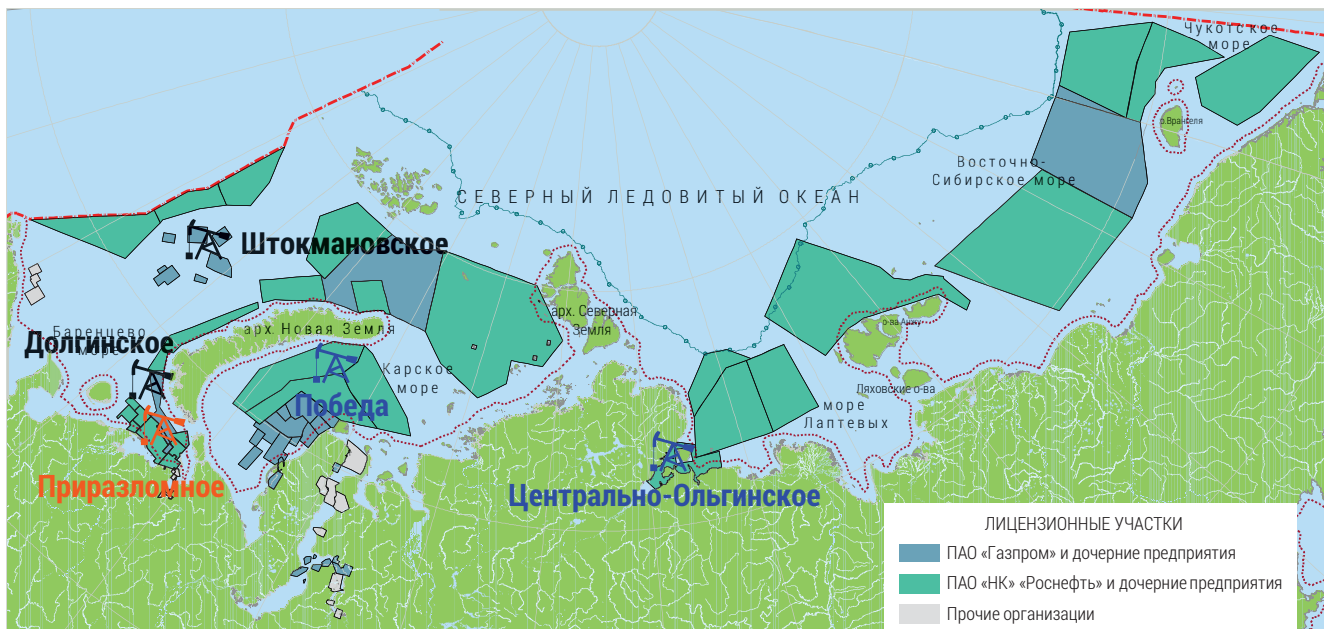 Чукотское
море
о.Врангеля
Восточно-
Сибирское море
СЕВЕРНЫЙ ЛЕДОВИТЫЙ ОКЕАН
Штокмановское
арх. Северная
Земля
Баренцево
море
арх. Новая Земля
Долгинское
о-ва Анжу
Карское
море
Ляховские о-ва
Победа
море
Лаптевых
Приразломное
Центрально-Ольгинское
ЛИЦЕНЗИОННЫЕ УЧАСТКИ
ПАО «Газпром» и дочерние предприятия
ПАО «НК» «Роснефть» и дочерние предприятия
Прочие организации